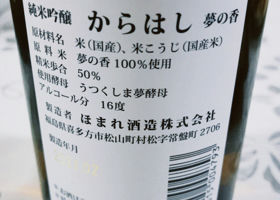 純米吟醸 からはし 夢の香
原材料名 米(国産)、米こうじ(国産米)
原料米 夢の香100%使用
精米歩合 50%
使用酵母 うつくしま夢酵母
アルコール分 16度
製造者 ほまれ酒造株式会社
福島県喜多方市松山町村松字常盤町2706
製造年月